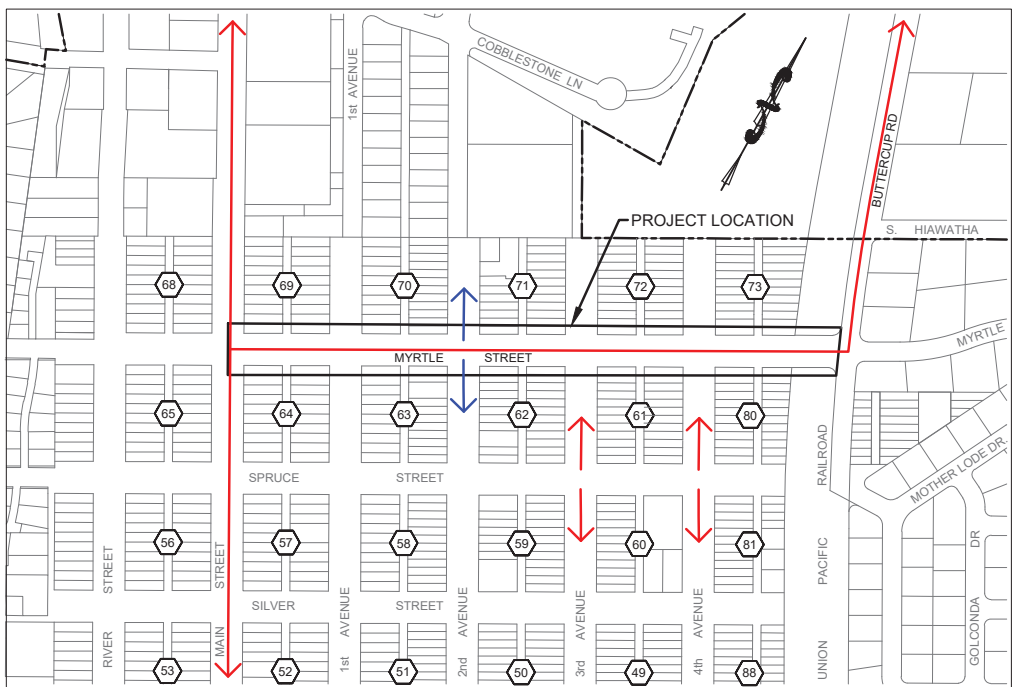 COBBLESTONE LN
1st AVENUE
BUTTERCUP RD
PROJECT LOCATION
S. HIAWATHA
68
69
70
71
72
73
MYRTLE STREET
MYRTLE
65
64
63
62
61
80
SPRUCE STREET
RAILROAD
MOTHER LODE DR.
56
57
58
59
60
81
STREET
STREET
PACIFIC
DR
SILVER STREET
RIVER
MAIN
1st AVENUE
2nd AVENUE
3rd AVENUE
4th AVENUE
UNION
GOLCONDA
53
52
51
50
49
88